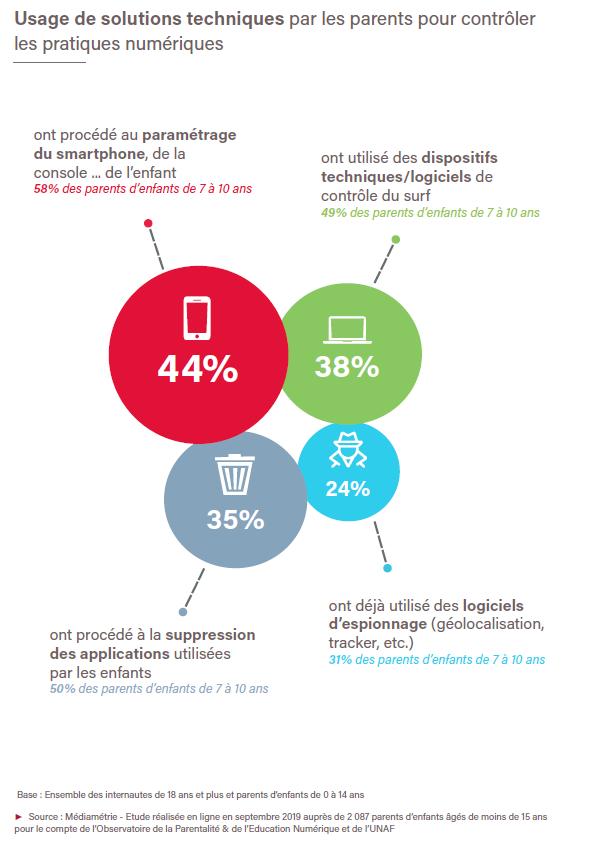 Usage de solutions techniques par les parents pour contrôler
les pratiques numériques
ont procédé au paramétrage
du smartphone, de la
console ... de l'enfant
58% des parents d'enfants de 7 à 10 ans
ont utilisé des dispositifs
techniques/logiciels de
contrôle du surf
49% des parents d'enfants de 7 à 10 ans
44%
38%
35%
24%
ont procédé à la suppression
des applications utilisées
par les enfants
50% des parents d'enfants de 7 à 10 ans
ont déjà utilisé des logiciels
d'espionnage (géolocalisation,
tracker, etc.)
31% des parents d'enfants de 7 à 10 ans
Base : Ensemble des internautes de 18 ans et plus et parents d'enfants de 0 à 14 ans
► Source : Médiamétrie - Etude réalisée en ligne en septembre 2019 auprès de 2 087 parents d'enfants âgés de moins de 15 ans
pour le compte de l'Observatoire de la Parentalité & de l'Education Numérique et de l'UNAF